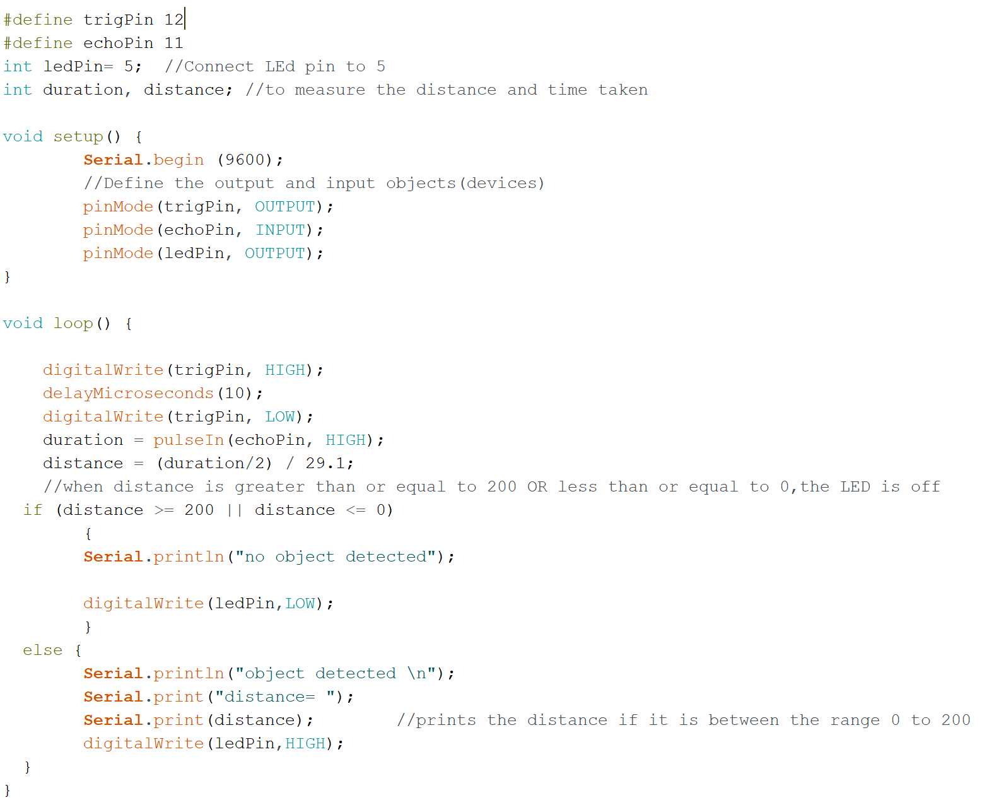 #define trigPin 12
#define echoPin 11
int ledPin= 5;  //Connect LEd pin to 5
int duration, distance; //to measure the distance and time taken

void setup() {
        Serial.begin (9600);
        //Define the output and input objects(devices)
        pinMode(trigPin, OUTPUT);
        pinMode(echoPin, INPUT);
        pinMode(ledPin, OUTPUT);
}

void loop() {

    digitalWrite(trigPin, HIGH);
    delayMicroseconds(10);
    digitalWrite(trigPin, LOW);
    duration = pulseIn(echoPin, HIGH);
    distance = (duration/2) / 29.1;
    //when distance is greater than or equal to 200 OR less than or equal to 0,the LED is off
  if (distance >= 200 || distance <= 0)
        {
        Serial.println("no object detected");

        digitalWrite(ledPin,LOW);
        }
  else {
        Serial.println("object detected \n");
        Serial.print("distance= ");
        Serial.print(distance);        //prints the distance if it is between the range 0 to 200
        digitalWrite(ledPin,HIGH);
  }
}